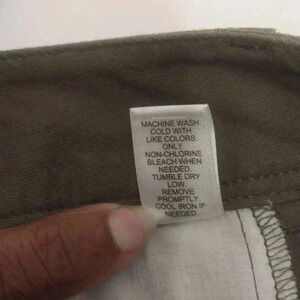 MACHINE WASH
COLD WITH
LIKE COLORS.
ONLY
NON-CHLORINE
BLEACH WHEN
NEEDED.
TUMBLE DRY
LOW.
REMOVE
PROMPTLY.
COOL IRON IF
NEEDED